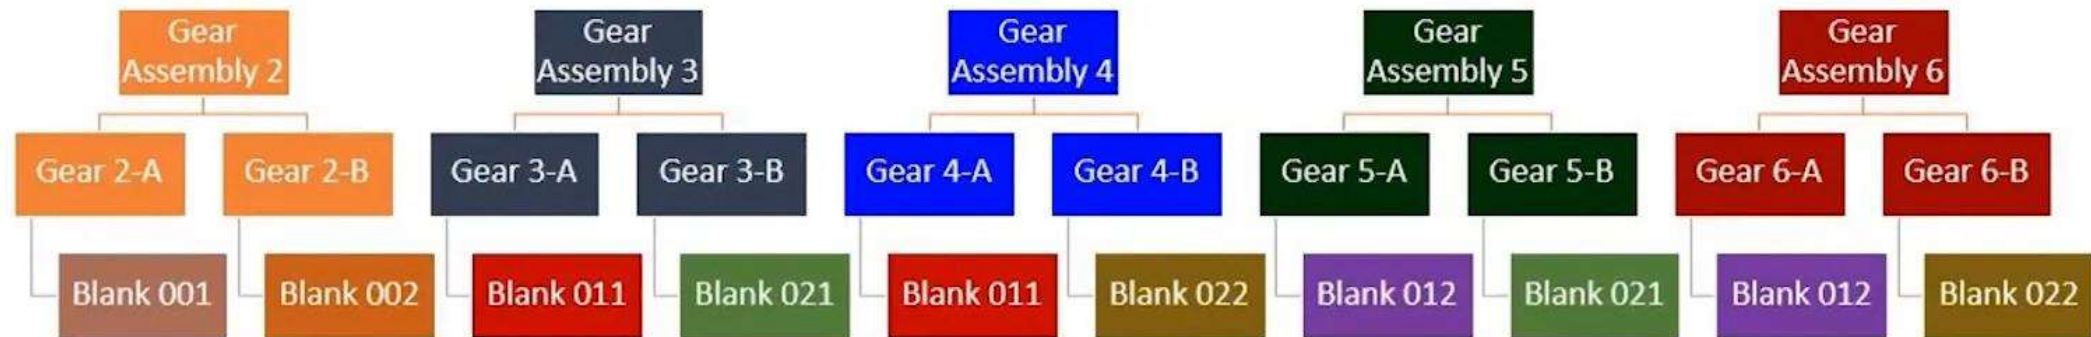 Gear
Assembly 2
Gear
Assembly 3
Gear
Assembly 4
Gear
Assembly 5
Gear
Assembly 6
Gear 2-A
Gear 2-B
Gear 3-A
Gear 3-B
Gear 4-A
Gear 4-B
Gear 5-A
Gear 5-B
Gear 6-A
Gear 6-B
Blank 001
Blank 002
Blank 011
Blank 021
Blank 011
Blank 022
Blank 012
Blank 021
Blank 012
Blank 022